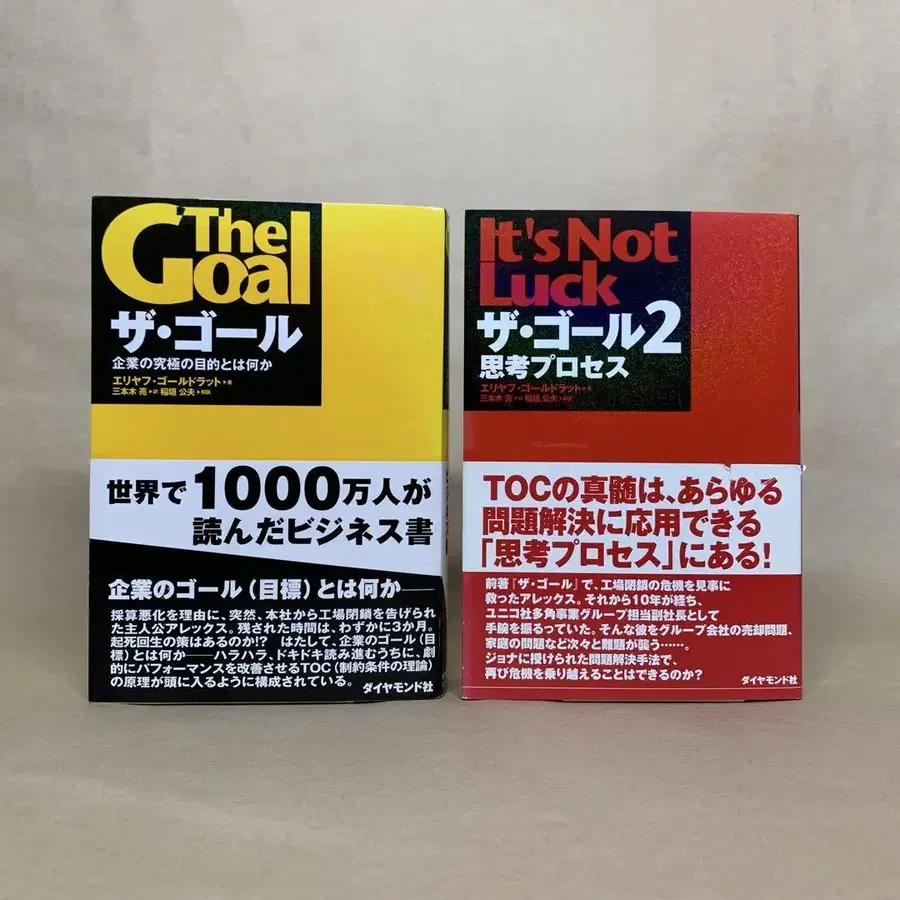 The
Goal
ザ・ゴール
企業の究極の目的とは何か
エリヤフ・ゴールドラット・著
三本木 亮・訳 稲垣 公夫・解説
世界で1000万人が
読んだビジネス書
企業のゴール(目標)とは何か――
採算悪化を理由に、突然、本社から工場閉鎖を告げられ
た主人公アレックス。残された時間は、わずかに3か月。
起死回生の策はあるのか!? はたして、企業のゴール(目
標)とは何か――ハラハラ、ドキドキ読み進むうちに、劇
的にパフォーマンスを改善させるTOC(制約条件の理論)
の原理が頭に入るように構成されている。
ダイヤモンド社
It's Not
Luck
ザ・ゴール2
思考プロセス
エリヤフ・ゴールドラット・著
三本木 亮・訳 稲垣 公夫・解説
TOCの真髄は、あらゆる
問題解決に応用できる
「思考プロセス」にある!
前著『ザ・ゴール』で、工場閉鎖の危機を見事に
救ったアレックス。それから10年が経ち、
ユニコ社多角事業グループ担当副社長として
手腕を振るっていた。そんな彼をグループ会社の売却問題、
家庭の問題など次々と難題が襲う……。
ジョナに授けられた問題解決手法で、
再び危機を乗り越えることはできるのか?
ダイヤモンド社